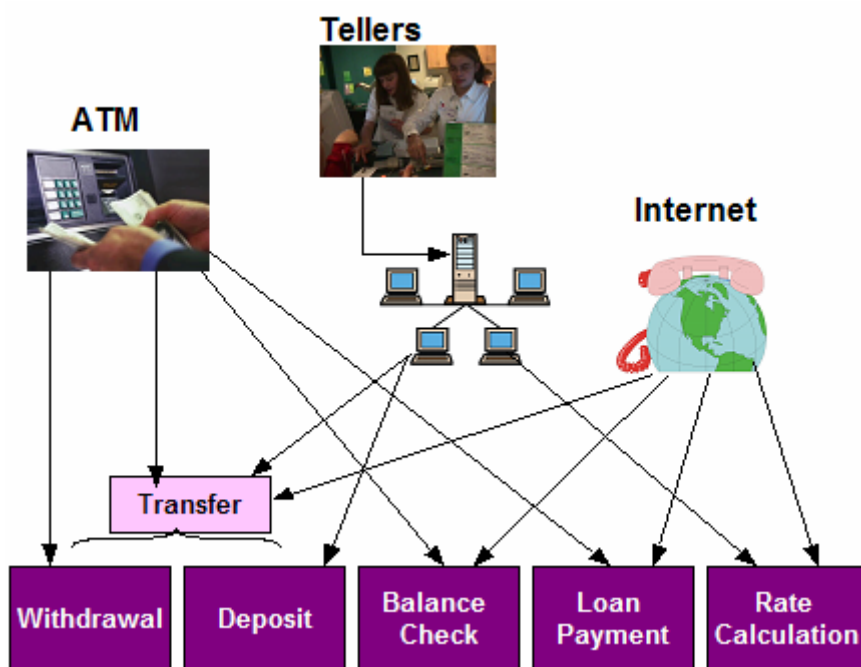 Tellers
ATM
Internet
Transfer
Withdrawal
Deposit
Balance
Check
Loan
Payment
Rate
Calculation